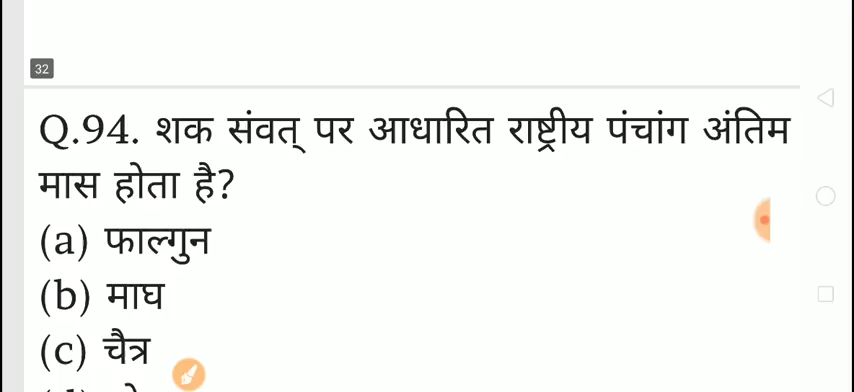 32
Q.94. शक संवत् पर आधारित राष्ट्रीय पंचांग अंतिम
मास होता है?
(a) फाल्गुन
(b) माघ
(c) चैत्र